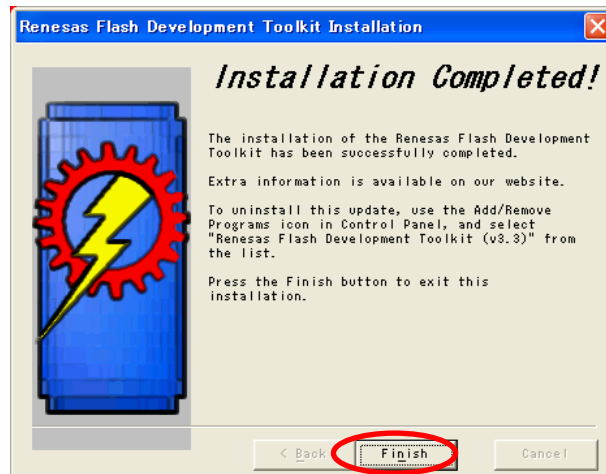 Renesas Flash Development Toolkit Installation
Installation Completed!
The installation of the Renesas Flash Development
Toolkit has been successfully completed.
Extra information is available on our website.
To uninstall this update, use the Add/Remove
Programs icon in Control Panel, and select
"Renesas Flash Development Toolkit (v3.3)" from
the list.
Press the Finish button to exit this
installation.
< Back
Finish
Cancel